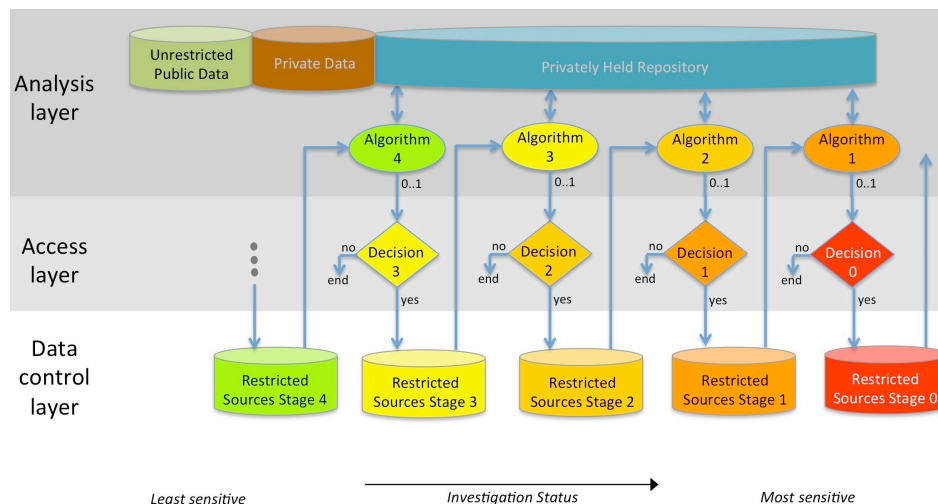 Unrestricted
Public Data
Private Data
Privately Held Repository
Analysis
layer
Algorithm
4
Algorithm
3
Algorithm
2
Algorithm
1
0..1
0..1
0..1
0..1
Access
layer
no
Decision
3
end
yes
no
Decision
2
end
yes
no
Decision
1
end
yes
no
Decision
0
end
yes
Data
control
layer
Restricted
Sources Stage 4
Restricted
Sources Stage 3
Restricted
Sources Stage 2
Restricted
Sources Stage 1
Restricted
Sources Stage 0
Least sensitive
Investigation Status
Most sensitive